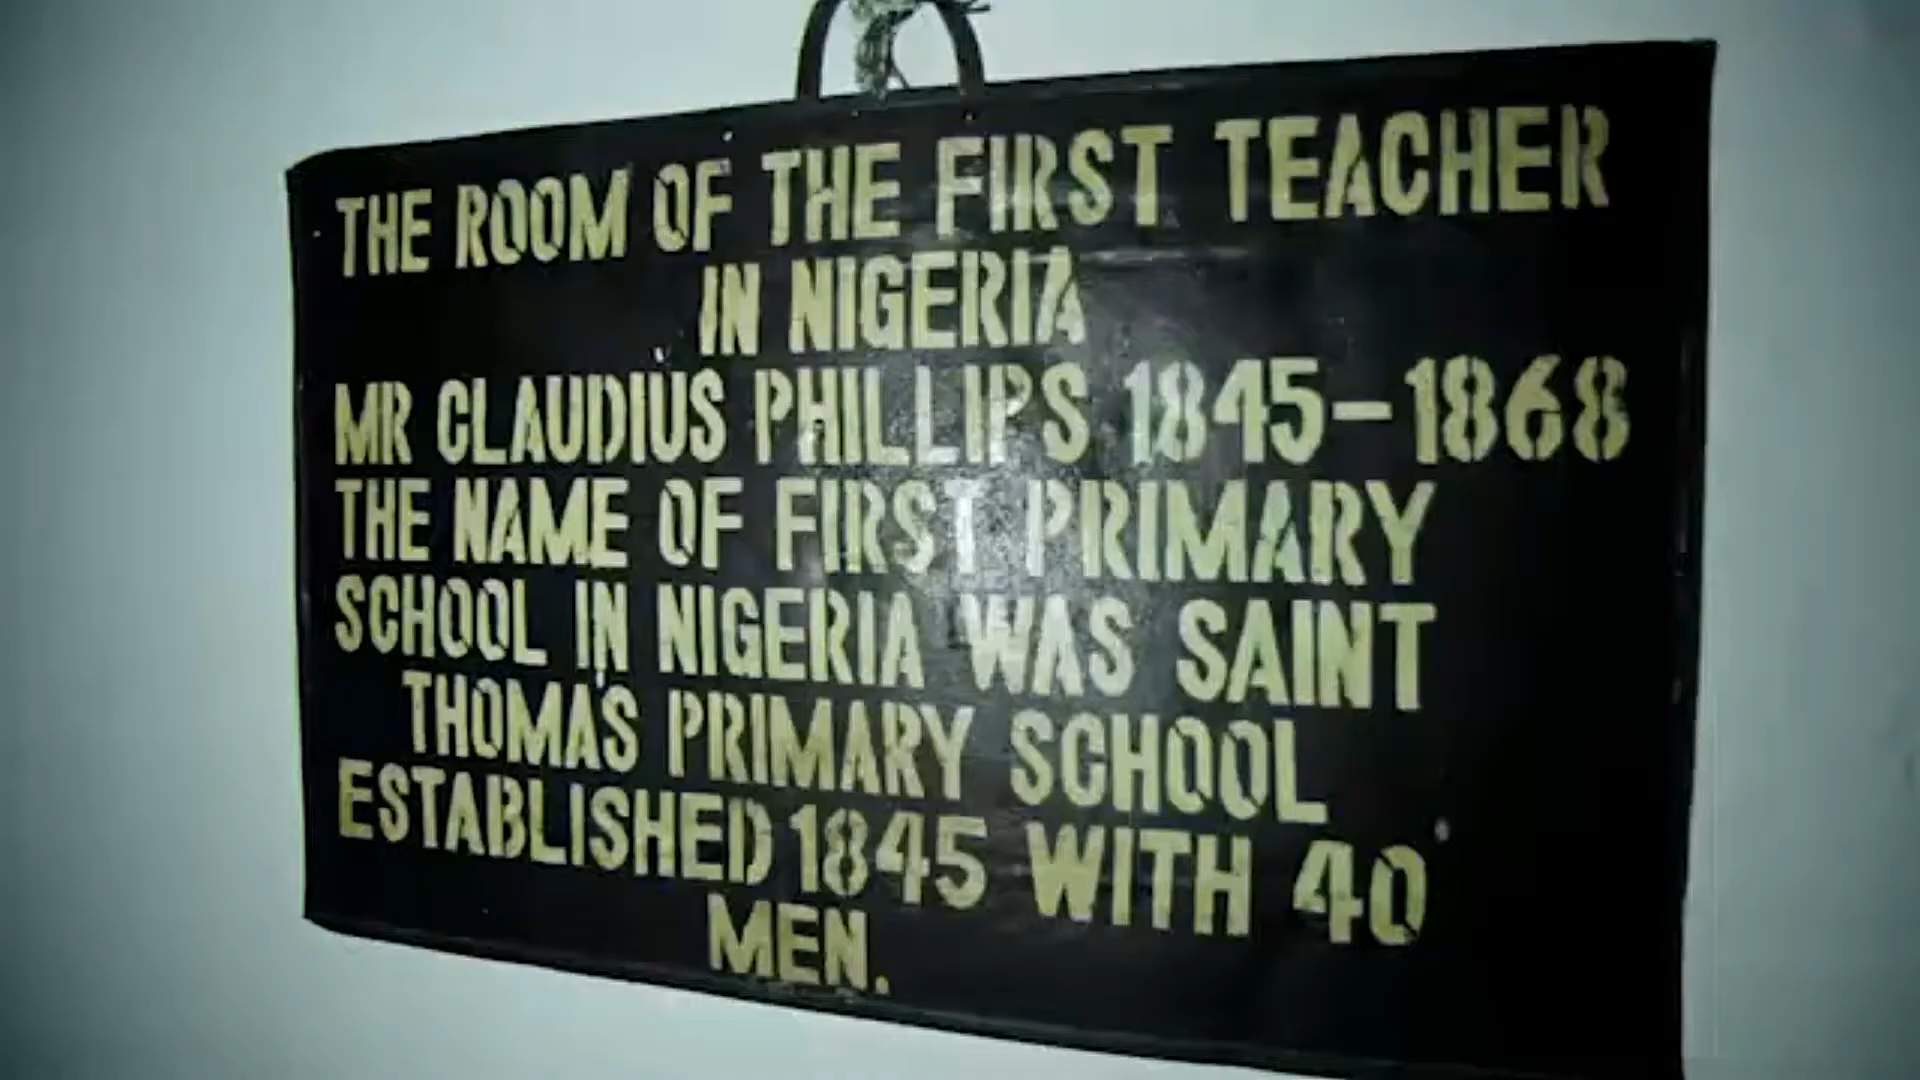 THE ROOM OF THE FIRST TEACHER
IN NIGERIA
MR CLAUDIUS PHILLIPS 1845-1868
THE NAME OF FIRST PRIMARY
SCHOOL IN NIGERIA WAS SAINT
THOMAS PRIMARY SCHOOL
ESTABLISHED 1845 WITH 40
MEN.